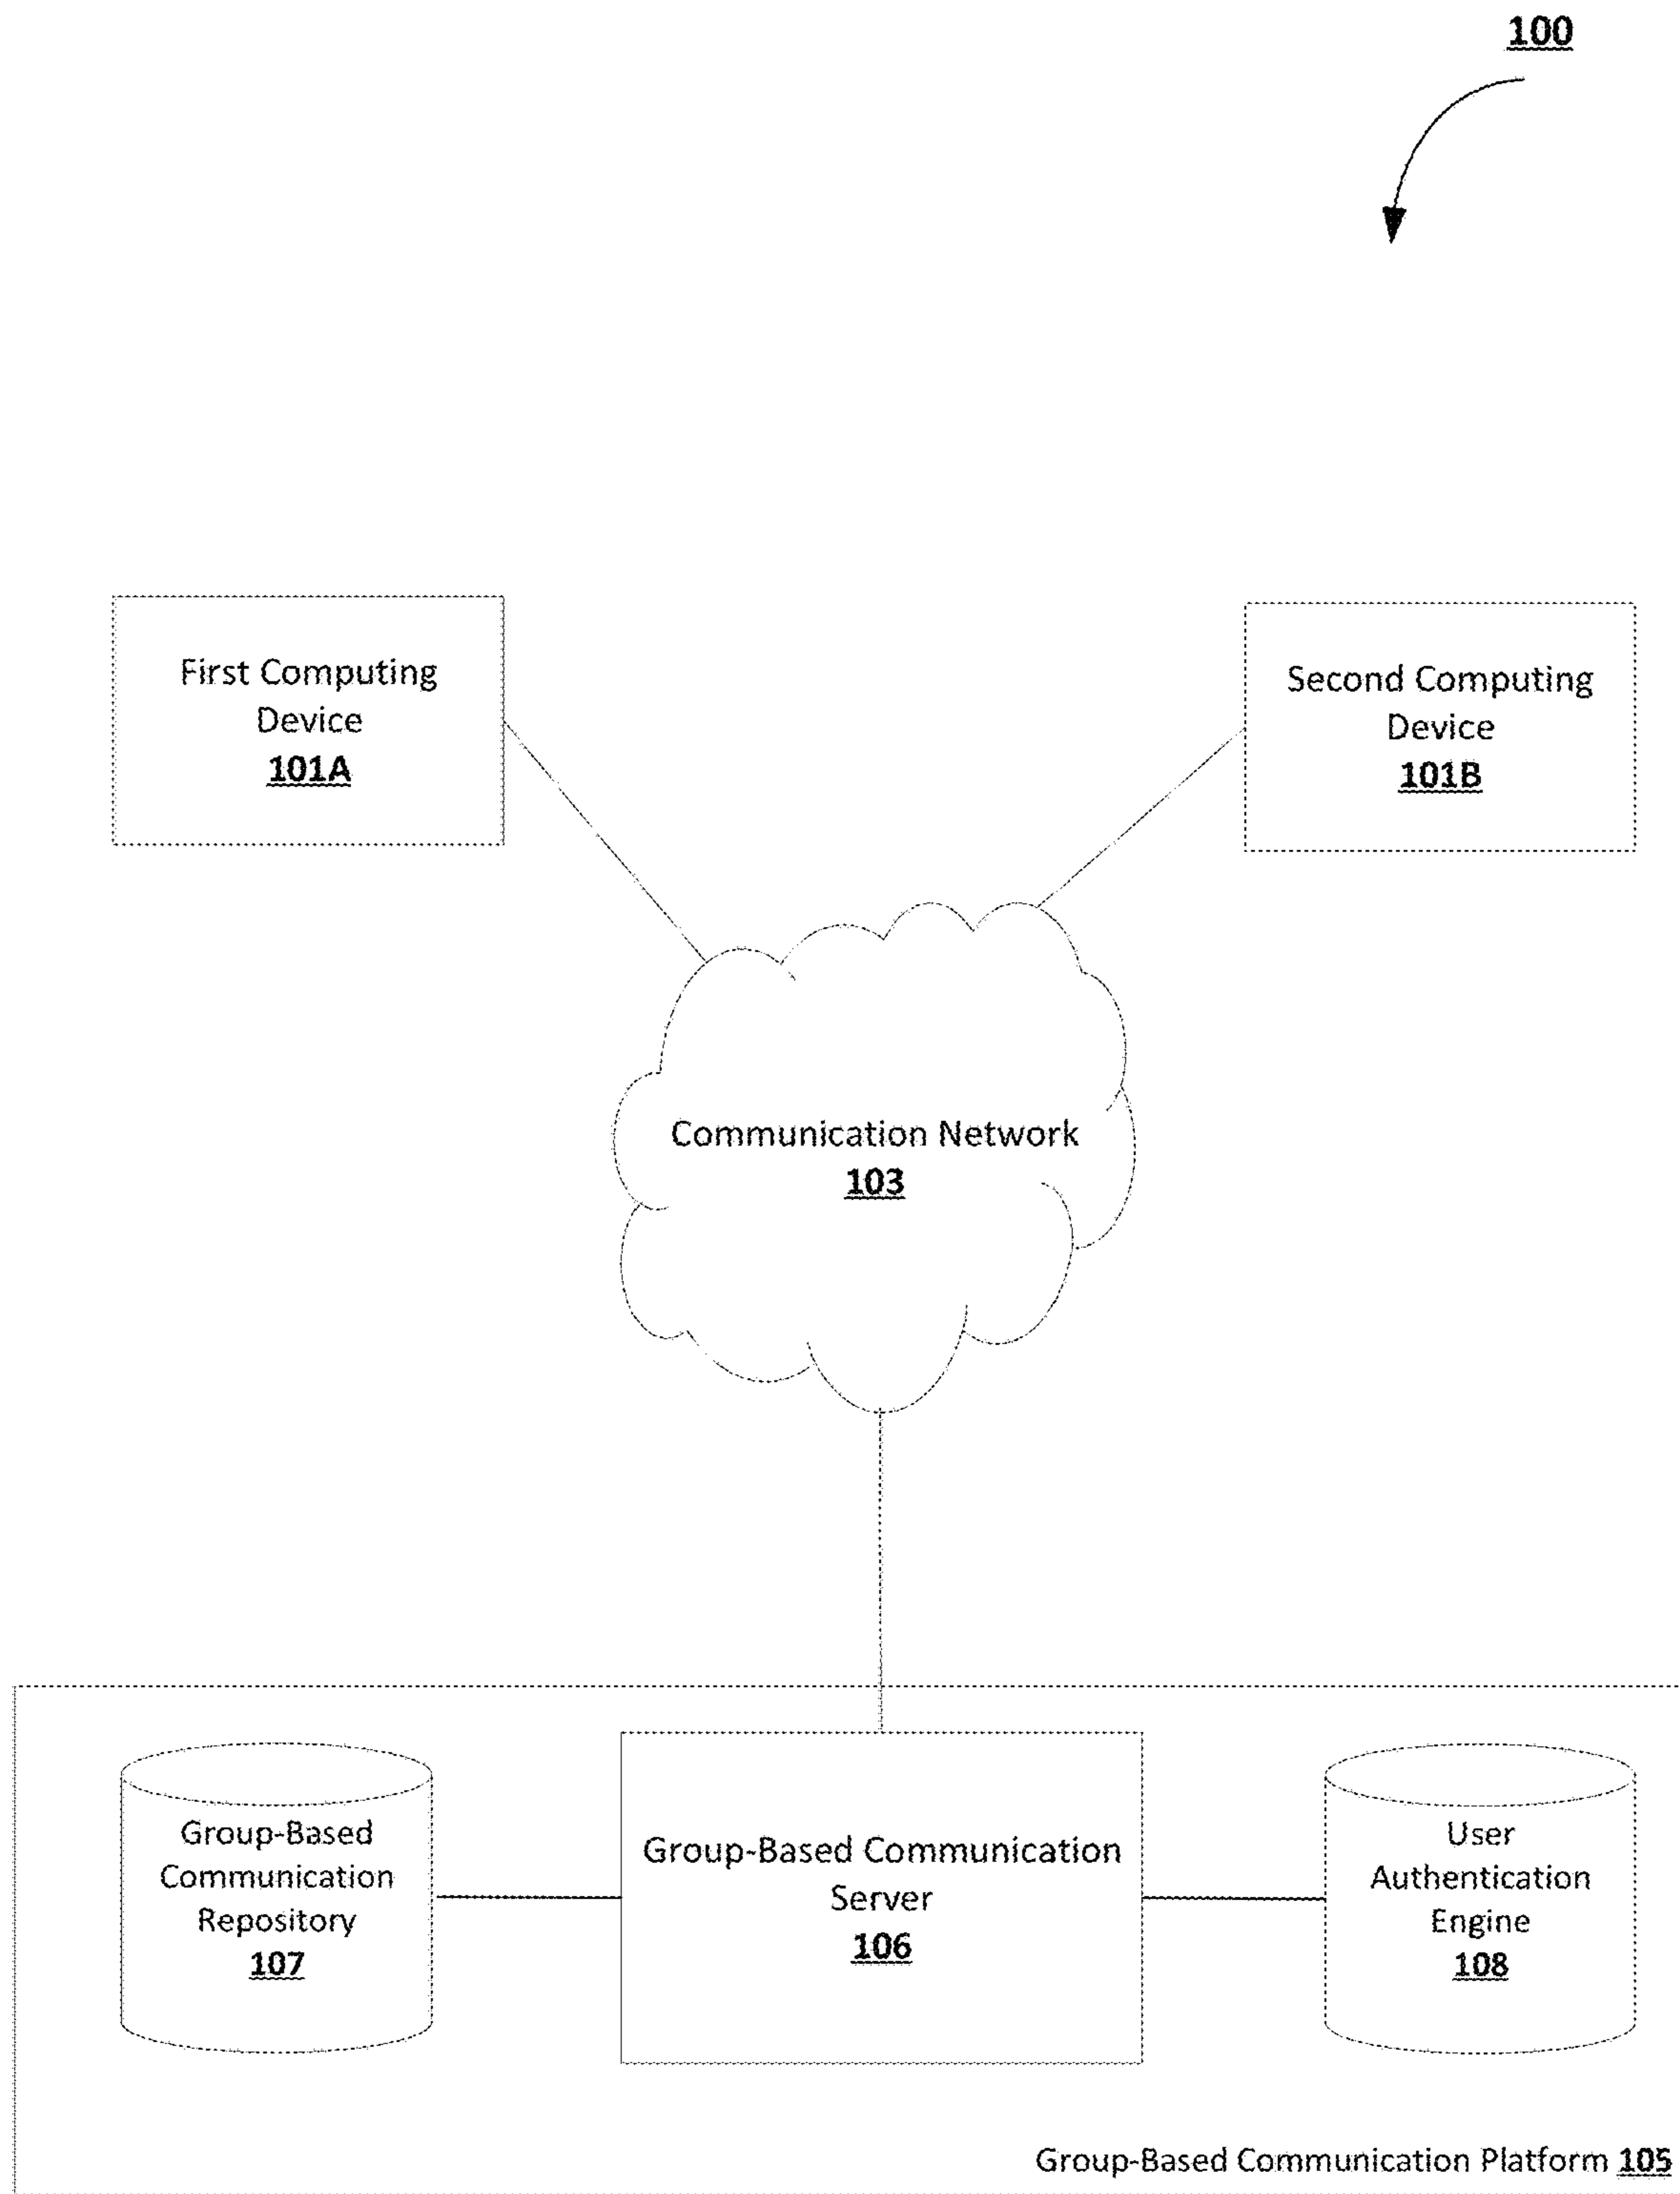 100
First Computing
Device
101A
Second Computing
Device
101B
Communication Network
103
Group-Based
Communication
Repository
107
Group-Based Communication
Server
106
User
Authentication
Engine
108
Group-Based Communication Platform 105